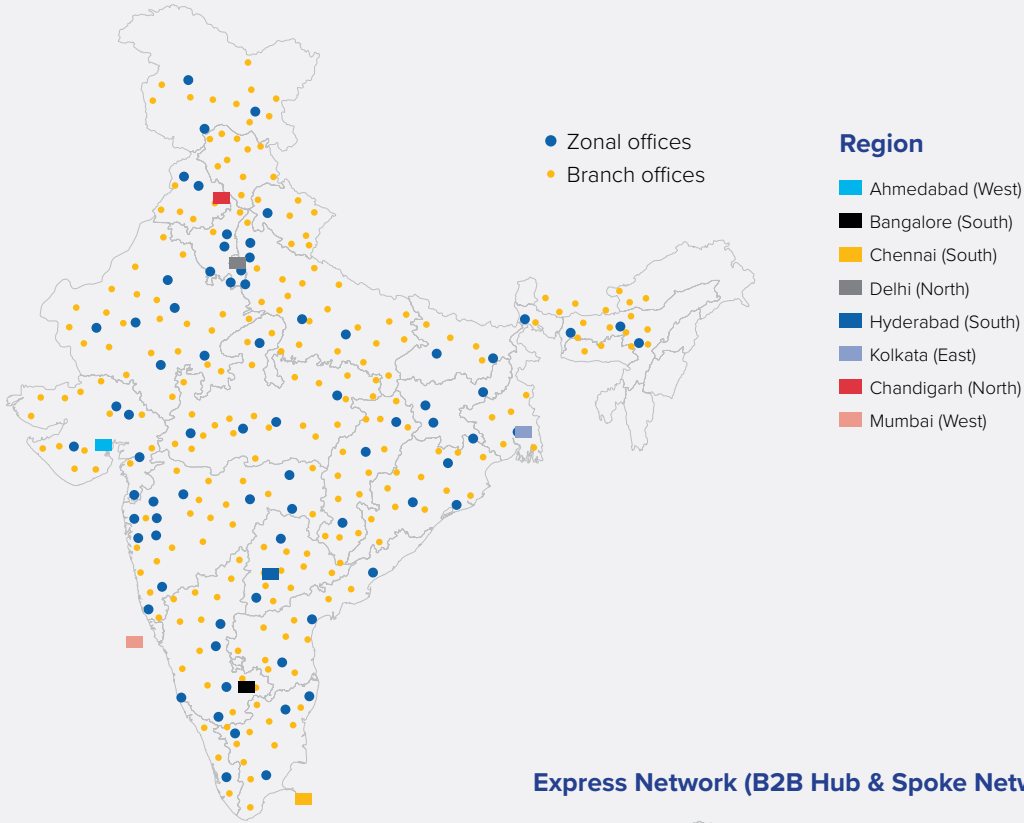 Zonal offices
Branch offices
Region
Ahmedabad (West)
Bangalore (South)
Chennai (South)
Delhi (North)
Hyderabad (South)
Kolkata (East)
Chandigarh (North)
Mumbai (West)
Express Network (B2B Hub & Spoke Netw